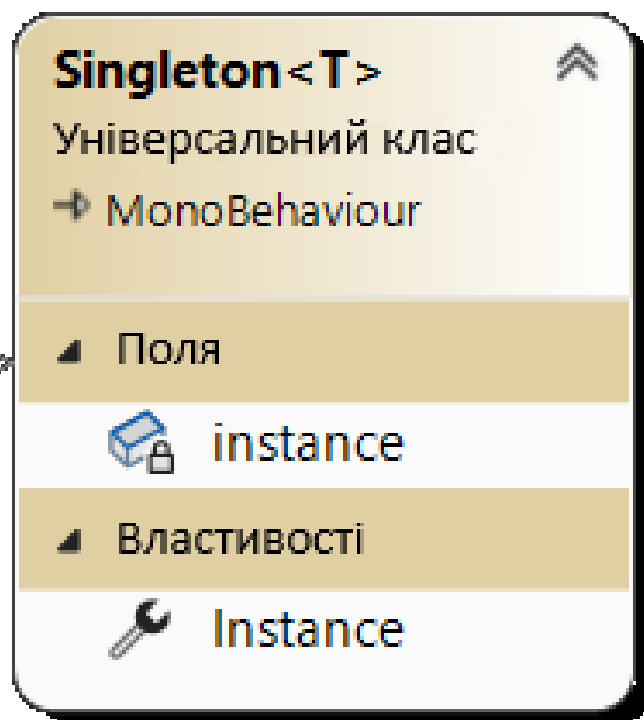 Singleton<T>
Універсальний клас
MonoBehaviour
Поля
instance
Властивості
Instance